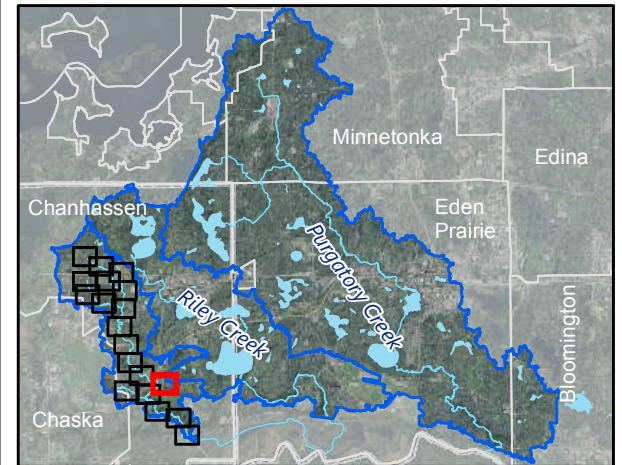 Minnetonka
Edina
Chanhassen
Eden
Prairie
Purgatory Creek
Riley Creek
Bloomington
Chaska